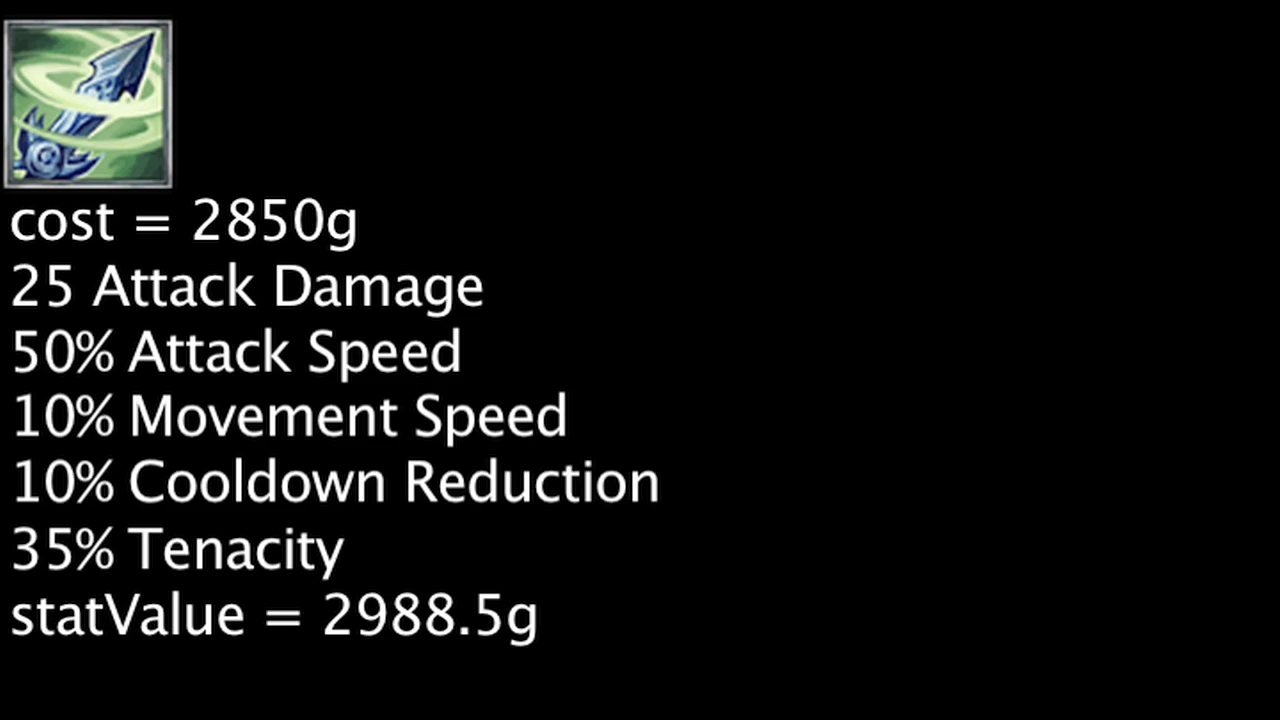 cost = 2850g
25 Attack Damage
50% Attack Speed
10% Movement Speed
10% Cooldown Reduction
35% Tenacity
statValue = 2988.5g